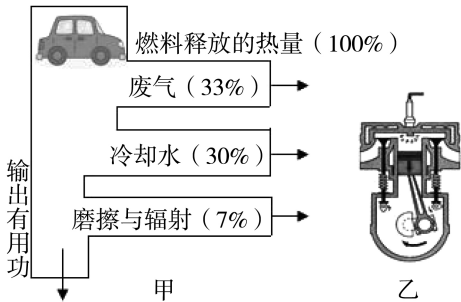 燃料释放的热量(100%)
废气(33%)
冷却水(30%)
磨擦与辐射(7%)
输出有用功
甲
乙